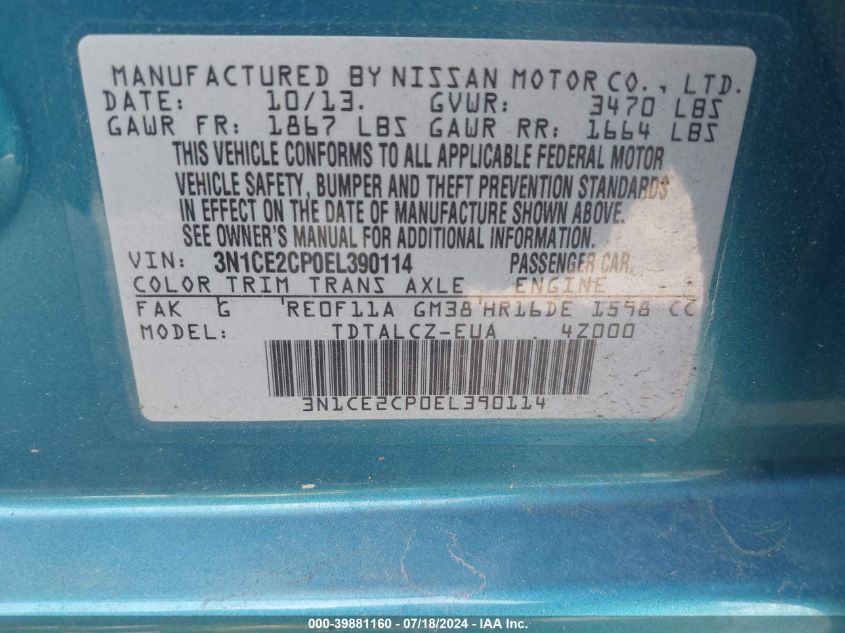 MANUFACTURED BY NISSAN MOTOR CO., LTD.
DATE: 10/13. GVWR: 3470 LBS
GAWR FR: 1867 LBS GAWR RR: 1664 LBS
THIS VEHICLE CONFORMS TO ALL APPLICABLE FEDERAL MOTOR
VEHICLE SAFETY, BUMPER AND THEFT PREVENTION STANDARDS
IN EFFECT ON THE DATE OF MANUFACTURE SHOWN ABOVE.
SEE OWNER'S MANUAL FOR ADDITIONAL INFORMATION.
VIN: 3N1CE2CP0EL390114 PASSENGER CAR.
COLOR TRIM TRANS AXLE ENGINE
FAK G RE0F11A GM38 HR16DE 1598 CC
MODEL: TDTALCZ-EUA 4Z000
3N1CE2CP0EL390114
000-39881160 - 07/18/2024 - IAA Inc.